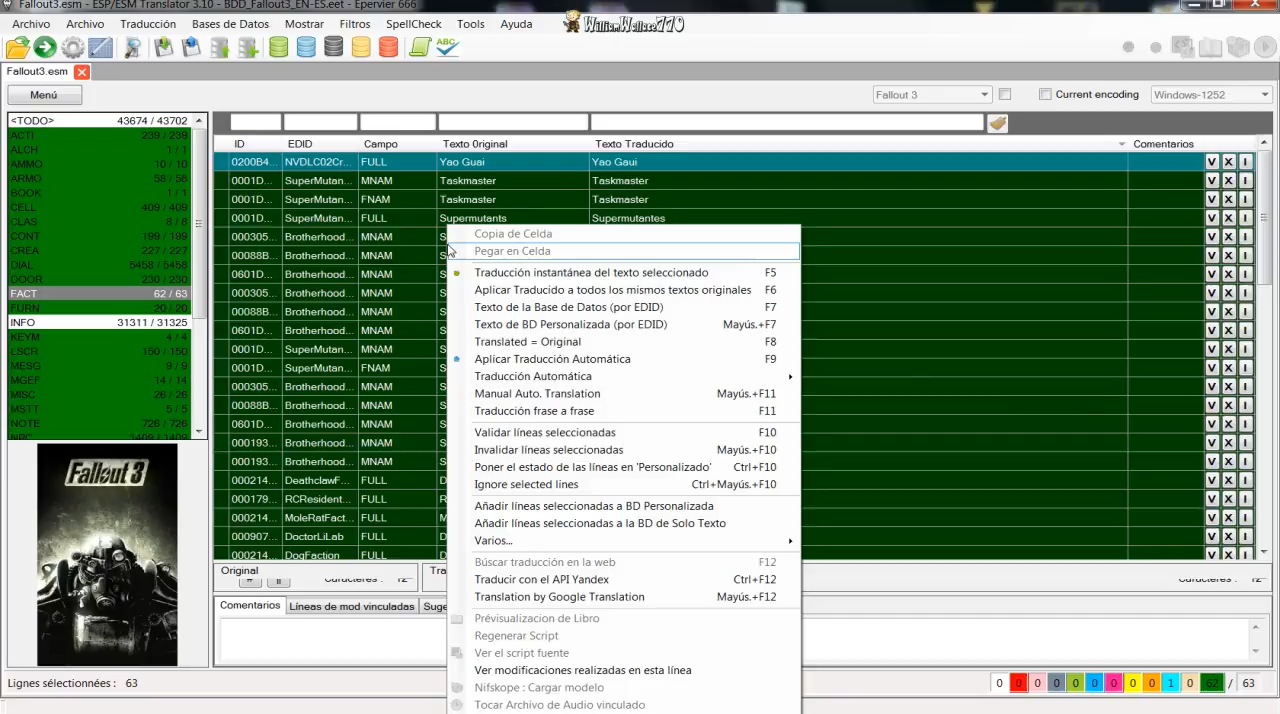 Fallout3.esm - ESP/ESM Translator 3.10 - BDD_Fallout3_EN-ES.eet - Epervier 666
Archivo Archivo Traducción Bases de Datos Mostrar Filtros SpellCheck Tools Ayuda WilliamWallace770
ABC
Fallout3.esm
Menú Fallout 3 Current encoding Windows-1252
<TODO> 43674 / 43702
ACTI 239 / 239
ALCH 1 / 1
AMMO 10 / 10
ARMO 58 / 58
BOOK 1 / 1
CELL 409 / 409
CLAS 8 / 8
CONT 199 / 199
CREA 227 / 227
DIAL 5458 / 5458
DOOR 230 / 230
FACT 62 / 63
FURN 20 / 20
INFO 31311 / 31325
KEYM 4 / 4
LSCR 150 / 150
MESG 9 / 9
MGEF 14 / 14
MISC 26 / 26
MSTT 5 / 5
NOTE 726 / 726
NPC 1409 / 1409
Fallout 3
ID EDID Campo Texto Original Texto Traducido Comentarios
0200B4... NVDLC02Cr... FULL Yao Guai Yao Gaui V X I
0001D... SuperMutan... MNAM Taskmaster Taskmaster V X I
0001D... SuperMutan... FNAM Taskmaster Taskmaster V X I
0001D... SuperMutan... FULL Supermutants Supermutantes V X I
000305... Brotherhood... MNAM S V X I
00088B... Brotherhood... MNAM S V X I
0601D... Brotherhood... MNAM S V X I
000305... Brotherhood... MNAM S V X I
00088B... Brotherhood... MNAM S V X I
0601D... Brotherhood... MNAM S V X I
0001D... SuperMutan... MNAM S V X I
0001D... SuperMutan... FNAM S V X I
000305... Brotherhood... MNAM S V X I
00088B... Brotherhood... MNAM S V X I
0601D... Brotherhood... MNAM S V X I
000193... Brotherhood... MNAM S V X I
000193... Brotherhood... MNAM S V X I
000214... DeathclawF... FULL D V X I
000179... RCResident... FULL R V X I
000214... MoleRatFact... FULL M V X I
000907... DoctorLiLab FULL D V X I
000214... DogFaction FULL D V X I
Copia de Celda
Pegar en Celda
Traducción instantánea del texto seleccionado F5
Aplicar Traducido a todos los mismos textos originales F6
Texto de la Base de Datos (por EDID) F7
Texto de BD Personalizada (por EDID) Mayús.+F7
Translated = Original F8
Aplicar Traducción Automática F9
Traducción Automática
Manual Auto. Translation Mayús.+F11
Traducción frase a frase F11
Validar líneas seleccionadas F10
Invalidar líneas seleccionadas Mayús.+F10
Poner el estado de las líneas en 'Personalizado' Ctrl+F10
Ignore selected lines Ctrl+Mayús.+F10
Añadir líneas seleccionadas a BD Personalizada
Añadir líneas seleccionadas a la BD de Solo Texto
Varios...
Búscar traducción en la web F12
Traducir con el API Yandex Ctrl+F12
Translation by Google Translation Mayús.+F12
Prévisualizacion de Libro
Regenerar Script
Ver el script fuente
Ver modificaciones realizadas en esta línea
Nifskope : Cargar modelo
Tocar Archivo de Audio vinculado
Original Tra
Caracteres : 12 Caracteres : 12
Comentarios Líneas de mod vinculadas Suge
Lignes sélectionnées : 63
0 0 0 0 0 0 0 0 0 1 0 62 / 63